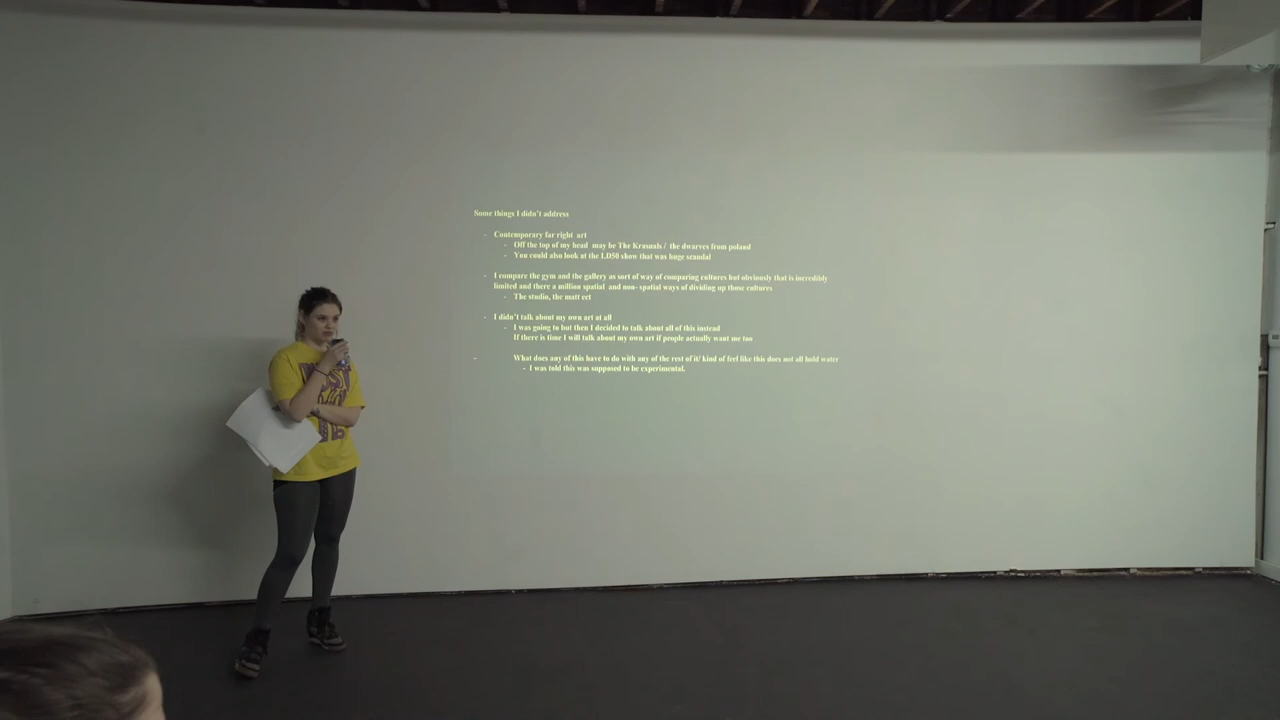 Some things I didn't address
- Contemporary far right art
- Off the top of my head may be The Krasnals / the dwarves from poland
- You could also look at the LD50 show that was huge scandal
- I compare the gym and the gallery as sort of way of comparing cultures but obviously that is incredibly
limited and there a million spatial and non- spatial ways of dividing up those cultures
- The studio, the matt ect
- I didn't talk about my own art at all
- I was going to but then I decided to talk about all of this instead
If there is time I will talk about my own art if people actually want me too
- What does any of this have to do with any of the rest of it/ kind of feel like this does not all hold water
- I was told this was supposed to be experimental.